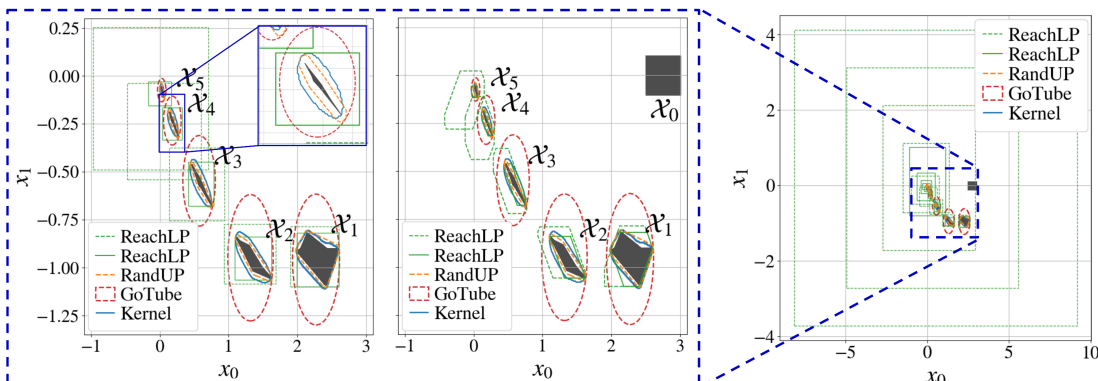 0.25
0.00
−0.25
−0.50
−0.75
−1.00
−1.25
x1
𝒳5
𝒳4
𝒳3
𝒳2
𝒳1
ReachLP
ReachLP
RandUP
GoTube
Kernel
−1
0
1
2
3
x0
𝒳5
𝒳4
𝒳3
𝒳2
𝒳1
𝒳0
ReachLP
ReachLP
RandUP
GoTube
Kernel
−1
0
1
2
3
x0
4
2
0
−2
−4
x1
ReachLP
ReachLP
RandUP
GoTube
Kernel
−5
0
5
10
x0